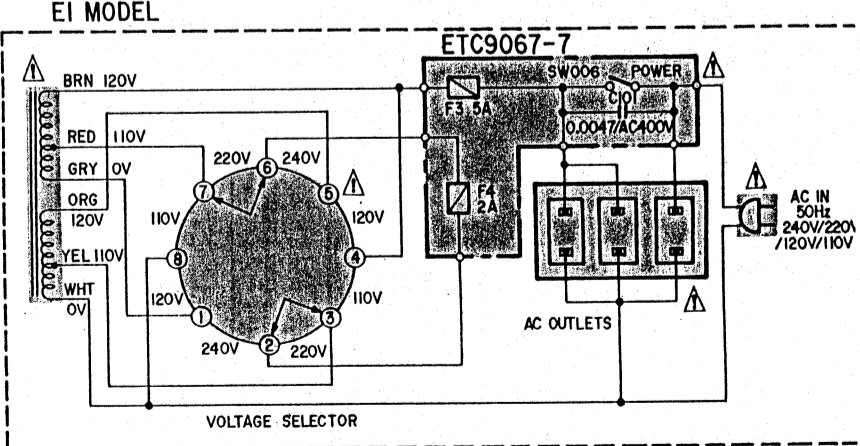 EI MODEL
ETC9067-7
BRN 120V
SW006
POWER
F3.5A
C101
0.0047/AC400V
RED 110V
GRY 0V
220V
6
240V
7
5
F4
2A
ORG
120V
110V
120V
AC IN
50Hz
240V/220V
/120V/110V
YEL 110V
8
4
WHT
0V
120V
1
110V
3
240V
2
220V
AC OUTLETS
VOLTAGE SELECTOR